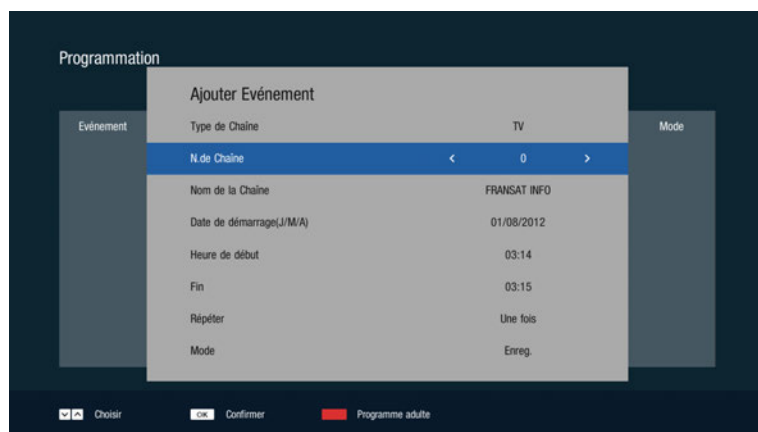 Programmation
Ajouter Evénement
Evénement
Mode
Type de Chaîne TV
N.de Chaîne < 0 >
Nom de la Chaîne FRANSAT INFO
Date de démarrage(J/M/A) 01/08/2012
Heure de début 03:14
Fin 03:15
Répéter Une fois
Mode Enreg.
Choisir OK Confirmer Programme adulte